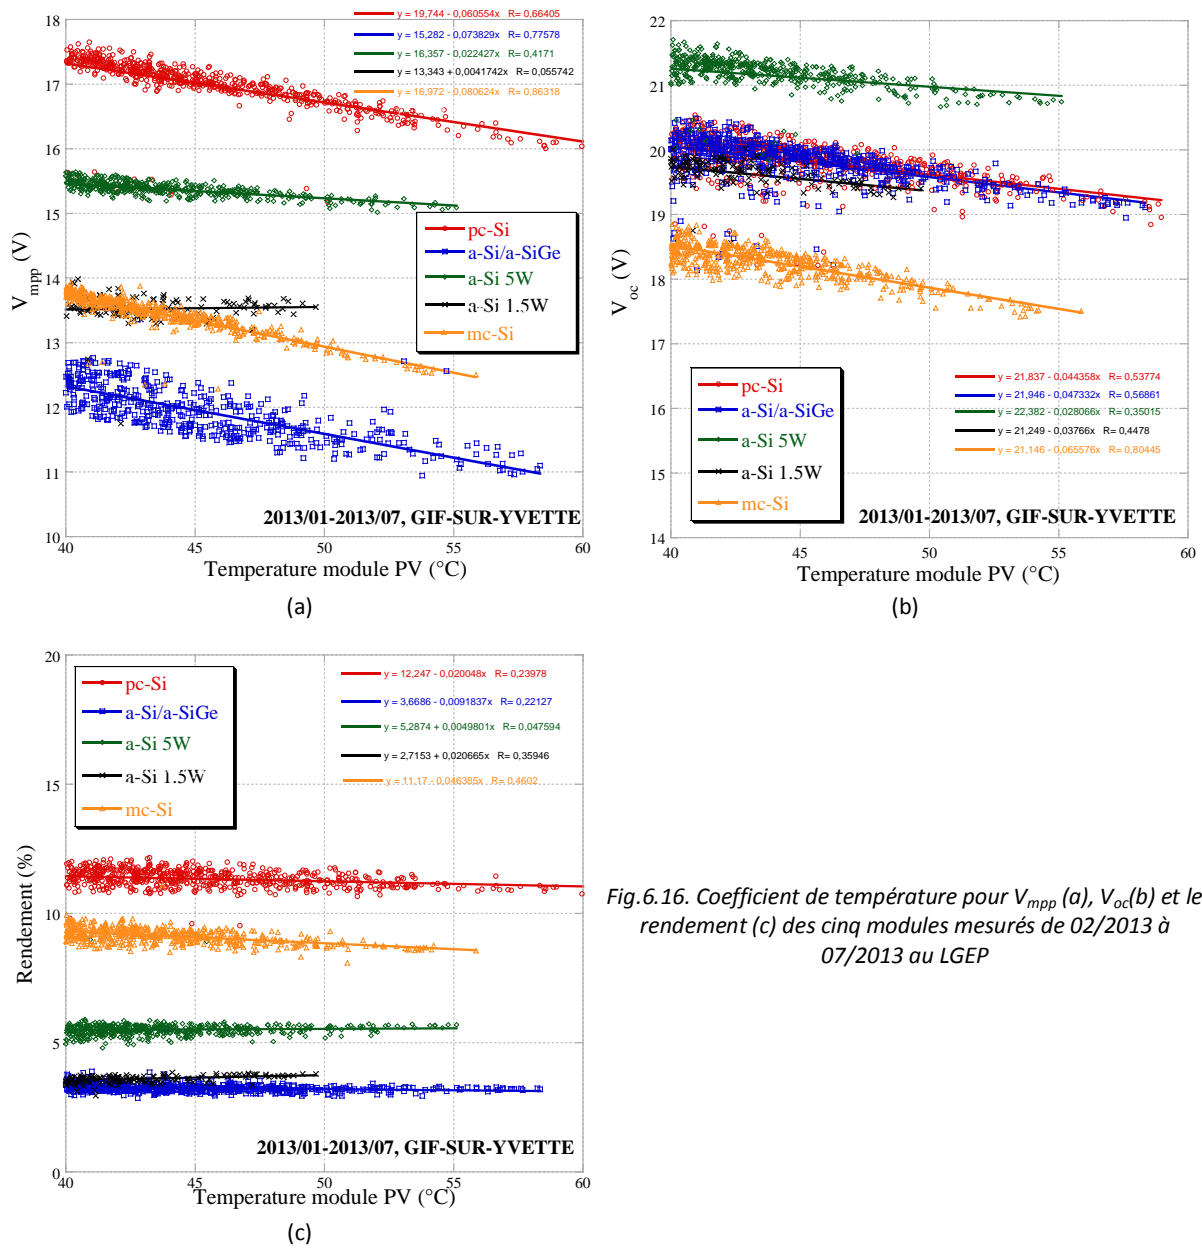 y = 19,744 - 0,060554x R= 0,66405
y = 15,282 - 0,073829x R= 0,77578
y = 16,357 - 0,022427x R= 0,4171
y = 13,343 + 0,0041742x R= 0,055742
y = 16,972 - 0,080624x R= 0,86318
18
17
16
15
14
13
12
11
10
V_mpp (V)
pc-Si
a-Si/a-SiGe
a-Si 5W
a-Si 1.5W
mc-Si
2013/01-2013/07, GIF-SUR-YVETTE
40 45 50 55 60
Temperature module PV (°C)
(a)
22
21
20
19
18
17
16
15
14
V_oc (V)
pc-Si
a-Si/a-SiGe
a-Si 5W
a-Si 1.5W
mc-Si
y = 21,837 - 0,044358x R= 0,53774
y = 21,946 - 0,047332x R= 0,56861
y = 22,382 - 0,028066x R= 0,35015
y = 21,249 - 0,03766x R= 0,4478
y = 21,146 - 0,065576x R= 0,80445
2013/01-2013/07, GIF-SUR-YVETTE
40 45 50 55 60
Temperature module PV (°C)
(b)
20
15
10
5
0
Rendement (%)
pc-Si
a-Si/a-SiGe
a-Si 5W
a-Si 1.5W
mc-Si
y = 12,247 - 0,020048x R= 0,23978
y = 3,6686 - 0,0091837x R= 0,22127
y = 5,2874 + 0,0049801x R= 0,047594
y = 2,7153 + 0,020665x R= 0,35946
y = 11,17 - 0,046385x R= 0,4602
2013/01-2013/07, GIF-SUR-YVETTE
40 45 50 55 60
Temperature module PV (°C)
(c)
Fig.6.16. Coefficient de température pour V_mpp (a), V_oc(b) et le
rendement (c) des cinq modules mesurés de 02/2013 à
07/2013 au LGEP